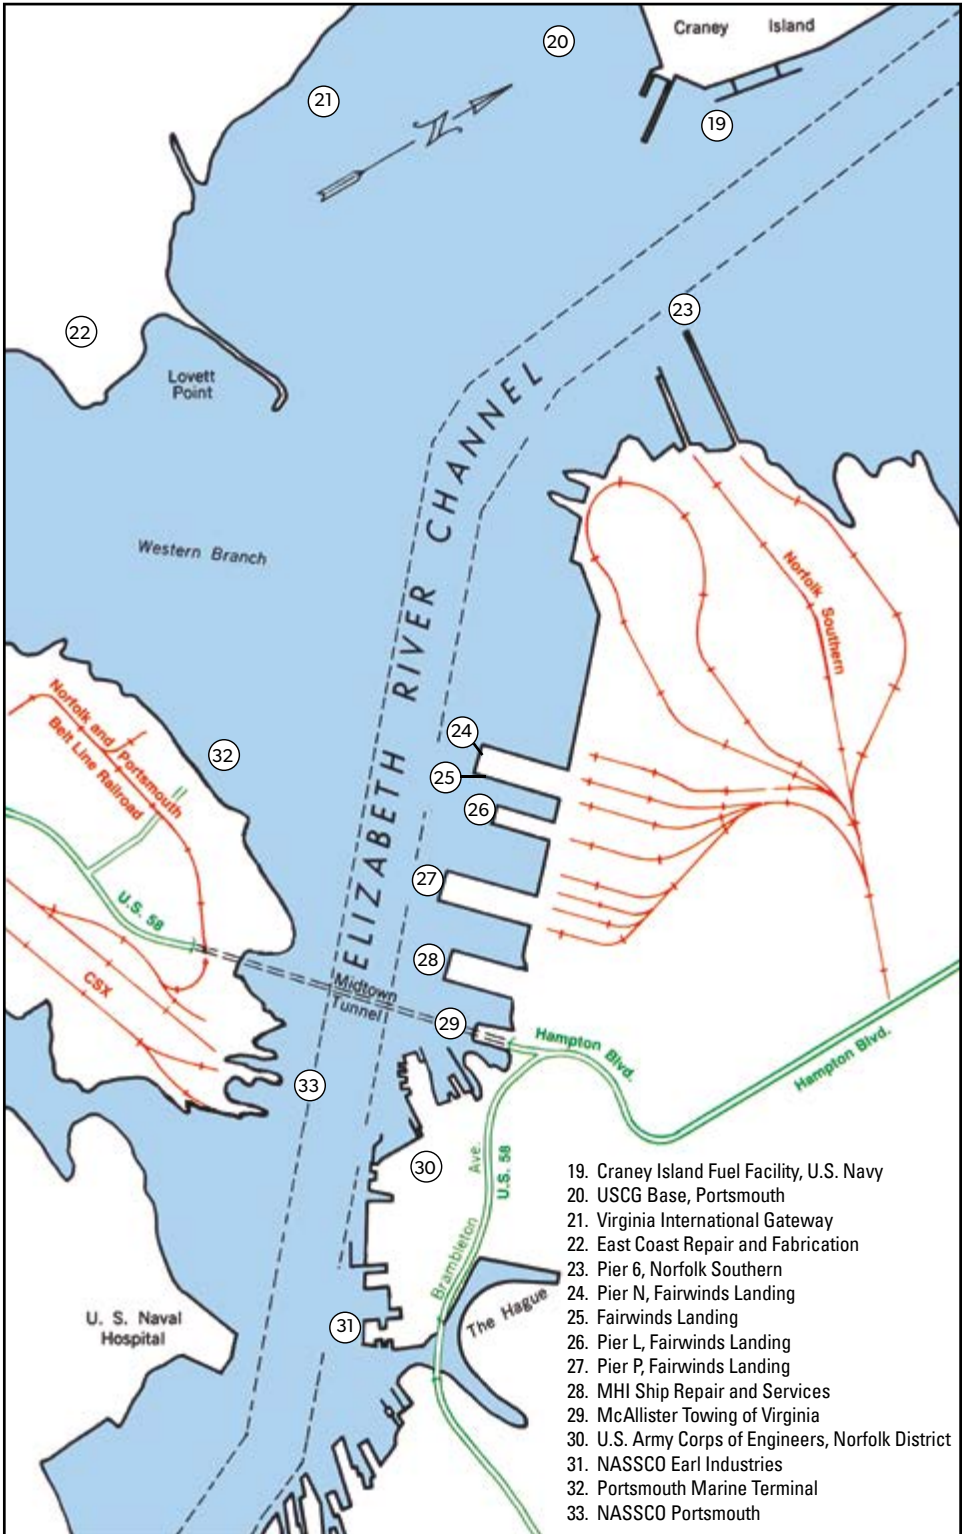 Craney Island
20
21
19
N
23
22
Lovett
Point
ELIZABETH RIVER CHANNEL
Western Branch
Norfolk Southern
Norfolk and Portsmouth
Belt Line Railroad
32
24
25
26
27
28
29
U.S. 58
CSX
Midtown
Tunnel
Hampton Blvd.
Hampton Blvd.
33
30
Brambleton Ave.
U.S. 58
The Hague
31
U. S. Naval
Hospital
19. Craney Island Fuel Facility, U.S. Navy
20. USCG Base, Portsmouth
21. Virginia International Gateway
22. East Coast Repair and Fabrication
23. Pier 6, Norfolk Southern
24. Pier N, Fairwinds Landing
25. Fairwinds Landing
26. Pier L, Fairwinds Landing
27. Pier P, Fairwinds Landing
28. MHI Ship Repair and Services
29. McAllister Towing of Virginia
30. U.S. Army Corps of Engineers, Norfolk District
31. NASSCO Earl Industries
32. Portsmouth Marine Terminal
33. NASSCO Portsmouth